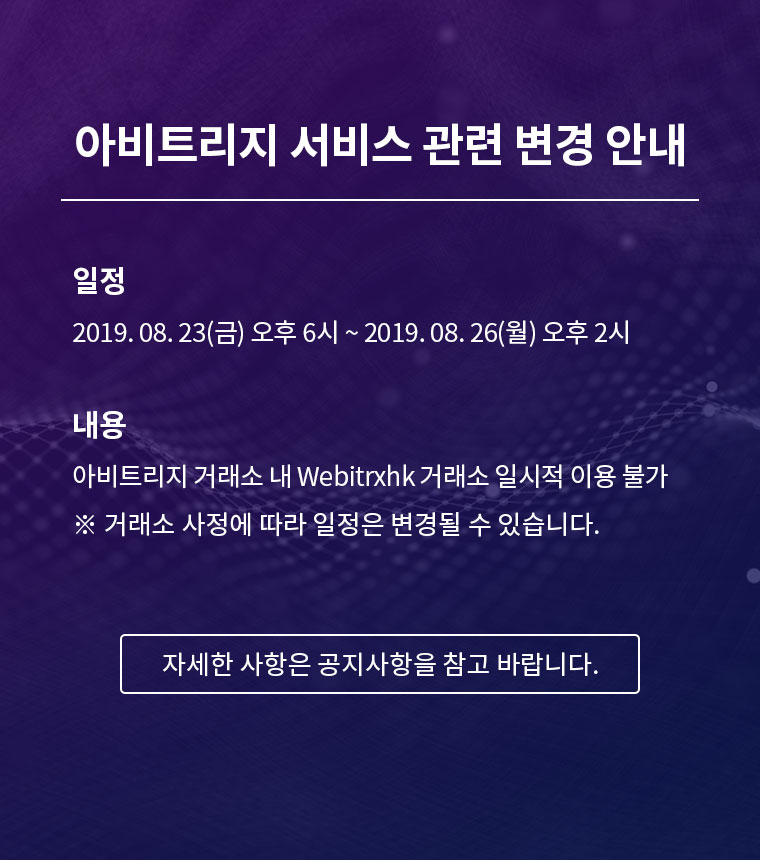 아비트리지 서비스 관련 변경 안내
일정
2019. 08. 23(금) 오후 6시 ~ 2019. 08. 26(월) 오후 2시
내용
아비트리지 거래소 내 Webitrxhk 거래소 일시적 이용 불가
※ 거래소 사정에 따라 일정은 변경될 수 있습니다.
자세한 사항은 공지사항을 참고 바랍니다.